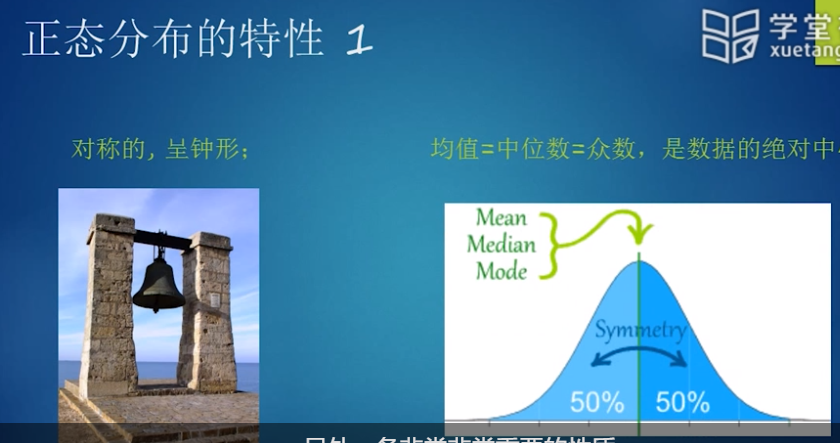 正态分布的特性 1
学堂
xuetang
对称的, 呈钟形;
均值=中位数=众数, 是数据的绝对中
Mean
Median
Mode
Symmetry
50% 50%